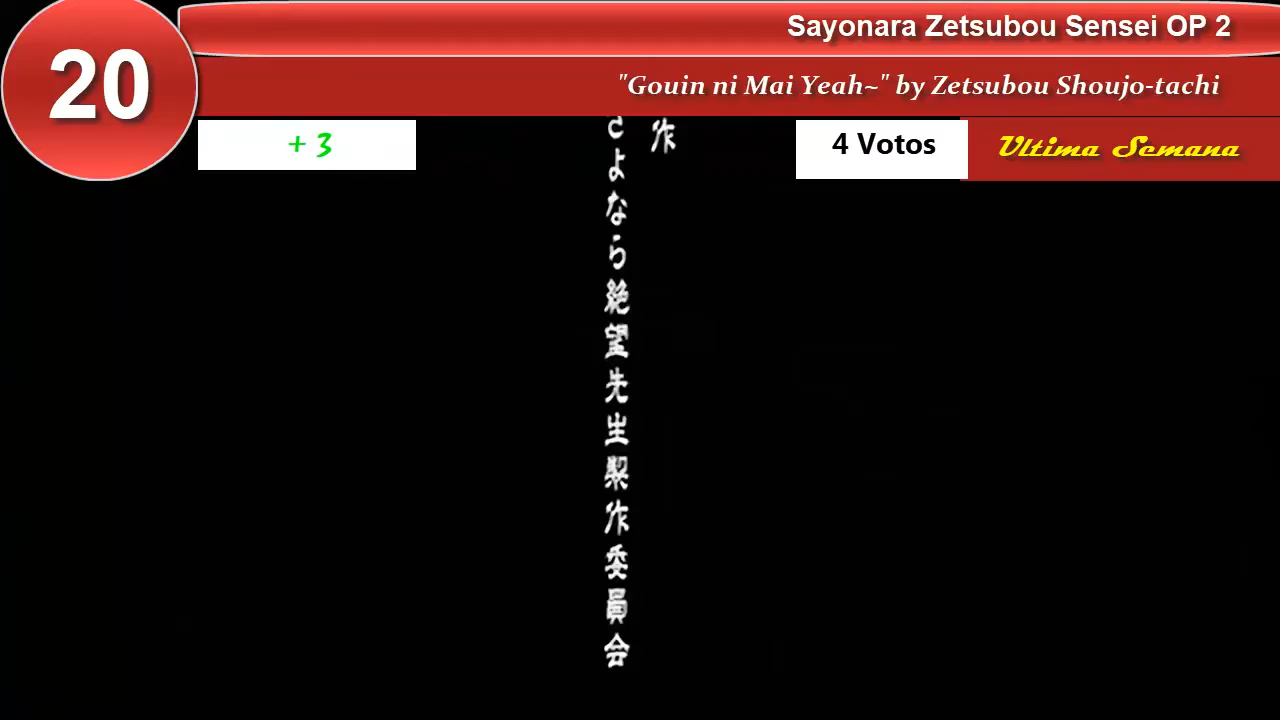 20
Sayonara Zetsubou Sensei OP 2
"Gouin ni Mai Yeah~" by Zetsubou Shoujo-tachi
+ 3
4 Votos
Ultima Semana
作
さよなら絶望先生製作委員会